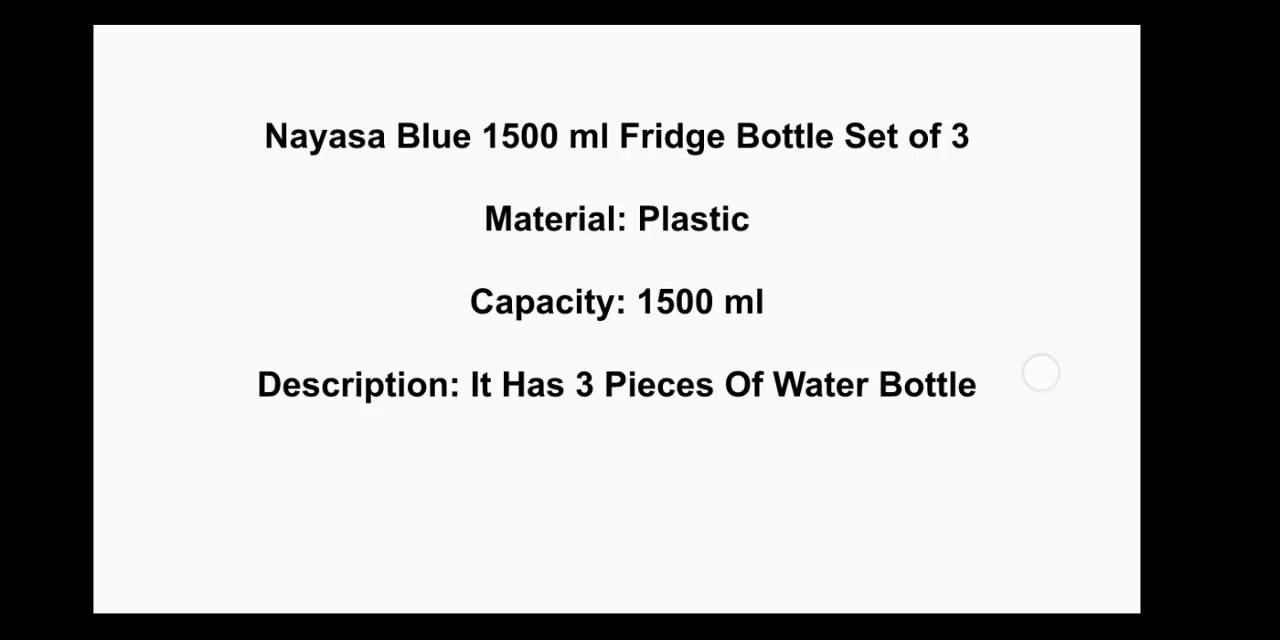 Nayasa Blue 1500 ml Fridge Bottle Set of 3
Material: Plastic
Capacity: 1500 ml
Description: It Has 3 Pieces Of Water Bottle